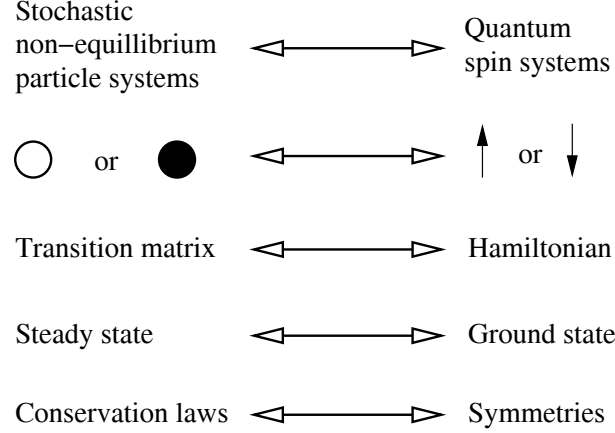 Stochastic
non−equillibrium
particle systems
Quantum
spin systems
or
or
Transition matrix
Hamiltonian
Steady state
Ground state
Conservation laws
Symmetries